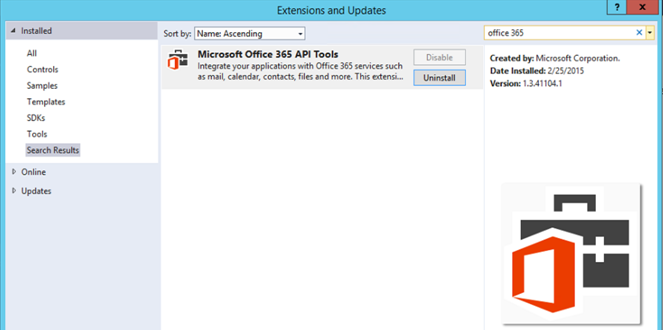 Extensions and Updates
?
Installed
All
Controls
Samples
Templates
SDKs
Tools
Search Results
Online
Updates
Sort by: Name: Ascending
Microsoft Office 365 API Tools
Integrate your applications with Office 365 services such
as mail, calendar, contacts, files and more. This extensi...
Disable
Uninstall
office 365
Created by: Microsoft Corporation.
Date Installed: 2/25/2015
Version: 1.3.41104.1